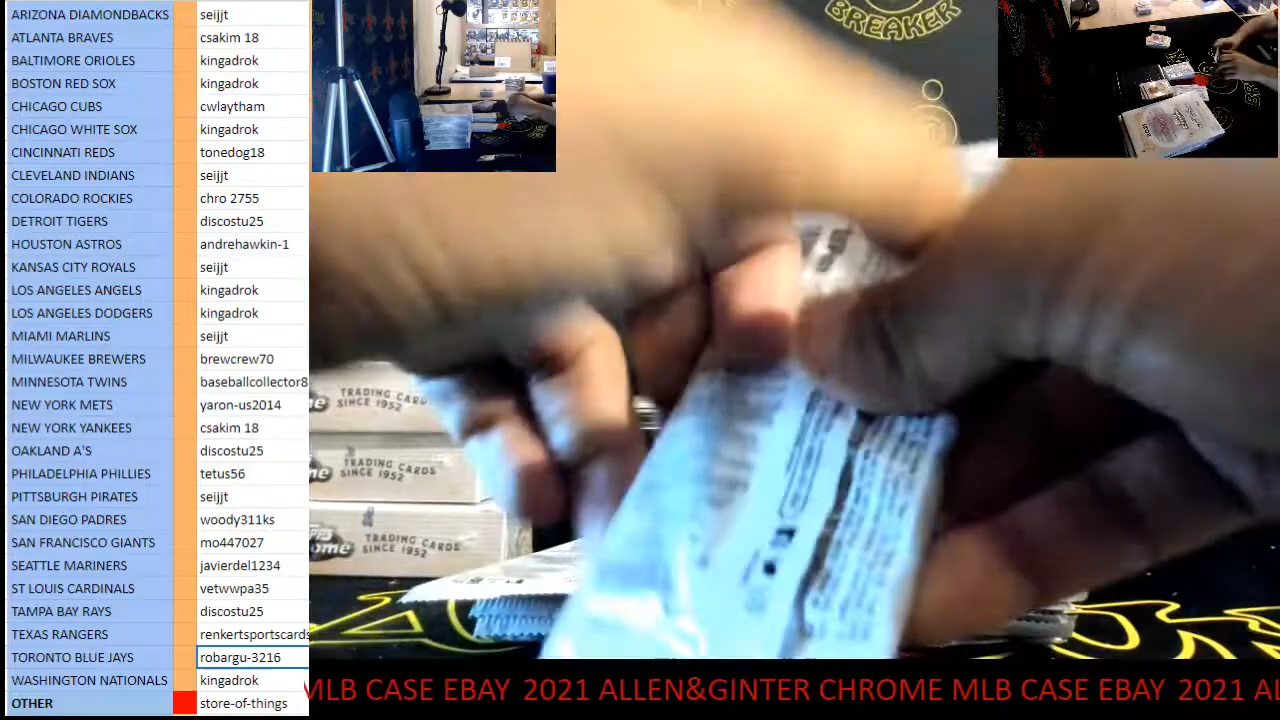 ARIZONA DIAMONDBACKS seijjt
ATLANTA BRAVES csakim 18
BALTIMORE ORIOLES kingadrok
BOSTON RED SOX kingadrok
CHICAGO CUBS cwlaytham
CHICAGO WHITE SOX kingadrok
CINCINNATI REDS tonedog18
CLEVELAND INDIANS seijjt
COLORADO ROCKIES chro 2755
DETROIT TIGERS discostu25
HOUSTON ASTROS andrehawkin-1
KANSAS CITY ROYALS seijjt
LOS ANGELES ANGELS kingadrok
LOS ANGELES DODGERS kingadrok
MIAMI MARLINS seijjt
MILWAUKEE BREWERS brewcrew70
MINNESOTA TWINS baseballcollector8
NEW YORK METS yaron-us2014
NEW YORK YANKEES csakim 18
OAKLAND A'S discostu25
PHILADELPHIA PHILLIES tetus56
PITTSBURGH PIRATES seijjt
SAN DIEGO PADRES woody311ks
SAN FRANCISCO GIANTS mo447027
SEATTLE MARINERS javierdel1234
ST LOUIS CARDINALS vetwwpa35
TAMPA BAY RAYS discostu25
TEXAS RANGERS renkertsportscards
TORONTO BLUE JAYS robargu-3216
WASHINGTON NATIONALS kingadrok
OTHER store-of-things
BREAKER
TRADING CARDS
SINCE 1952
TRADING CARDS
SINCE 1952
TRADING CARDS
SINCE 1952
MLB CASE EBAY 2021 ALLEN&GINTER CHROME MLB CASE EBAY 2021 AL